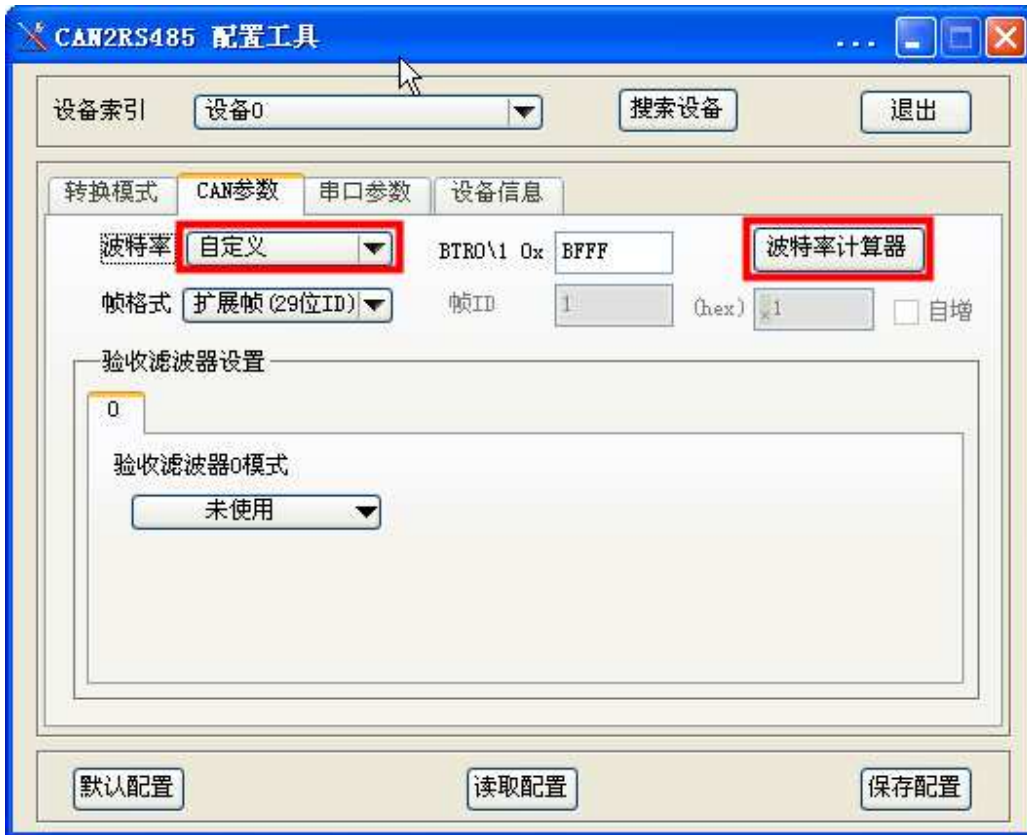 CAN2RS485 配置工具 ...
设备索引 设备0 搜索设备 退出
转换模式 CAN参数 串口参数 设备信息
波特率 自定义 BTR0\1 0x BFFF 波特率计算器
帧格式 扩展帧(29位ID) 帧ID 1 (hex) x1 自增
验收滤波器设置
0
验收滤波器0模式
未使用
默认配置 读取配置 保存配置